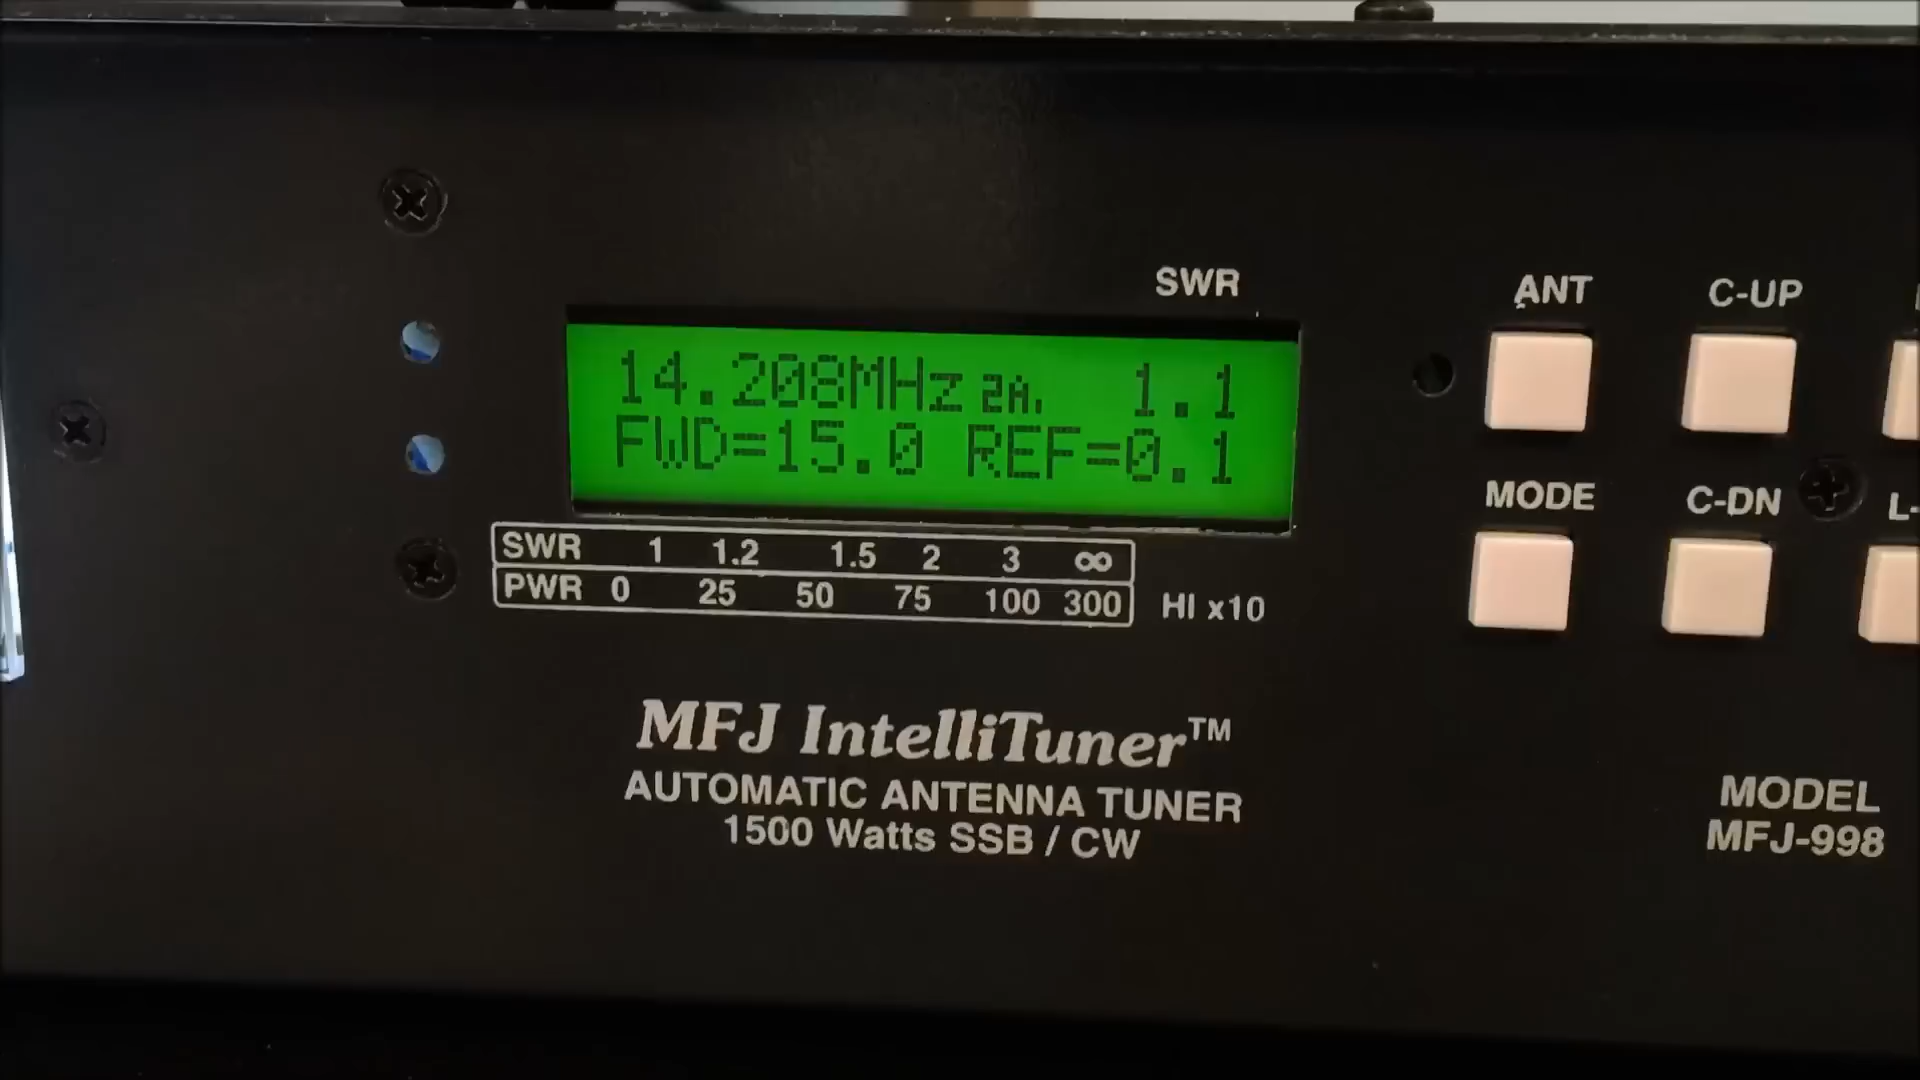 SWR
14.208MHz 2A. 1.1
FWD=15.0 REF=0.1
SWR 1 1.2 1.5 2 3 ∞
PWR 0 25 50 75 100 300 HI x10
MFJ IntelliTuner™
AUTOMATIC ANTENNA TUNER
1500 Watts SSB / CW
ANT C-UP
MODE C-DN L-
MODEL
MFJ-998